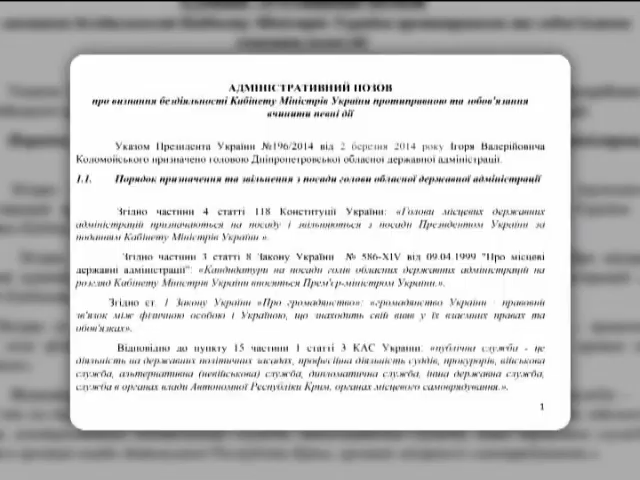 АДМІНІСТРАТИВНИЙ ПОЗОВ
про визнання бездіяльності Кабінету Міністрів України протиправною та зобов'язання
вчинити певні дії
Указом Президента України №196/2014 від 2 березня 2014 року Ігоря Валерійовича
Коломойського призначено головою Дніпропетровської обласної державної адміністрації.
1.1. Порядок призначення та звільнення з посади голови обласної державної адміністрації
Згідно частини 4 статті 118 Конституції України: «Голови місцевих державних
адміністрацій призначаються на посаду і звільняються з посади Президентом України за
поданням Кабінету Міністрів України ».
Згідно частини 3 статті 8 Закону України № 586-XIV від 09.04.1999 "Про місцеві
державні адміністрації": «Кандидатури на посади голів обласних державних адміністрацій на
розгляд Кабінету Міністрів України вносяться Прем'єр-міністром України.».
Згідно ст. 1 Закону України «Про громадянство»: «громадянство України - правовий
зв'язок між фізичною особою і Україною, що знаходить свій вияв у їх взаємних правах та
обов'язках».
Відповідно до пункту 15 частини 1 статті 3 КАС України: «публічна служба - це
діяльність на державних політичних посадах, професійна діяльність суддів, прокурорів, військова
служба, альтернативна (невійськова) служба, дипломатична служба, інша державна служба,
служба в органах влади Автономної Республіки Крим, органах місцевого самоврядування.».
1